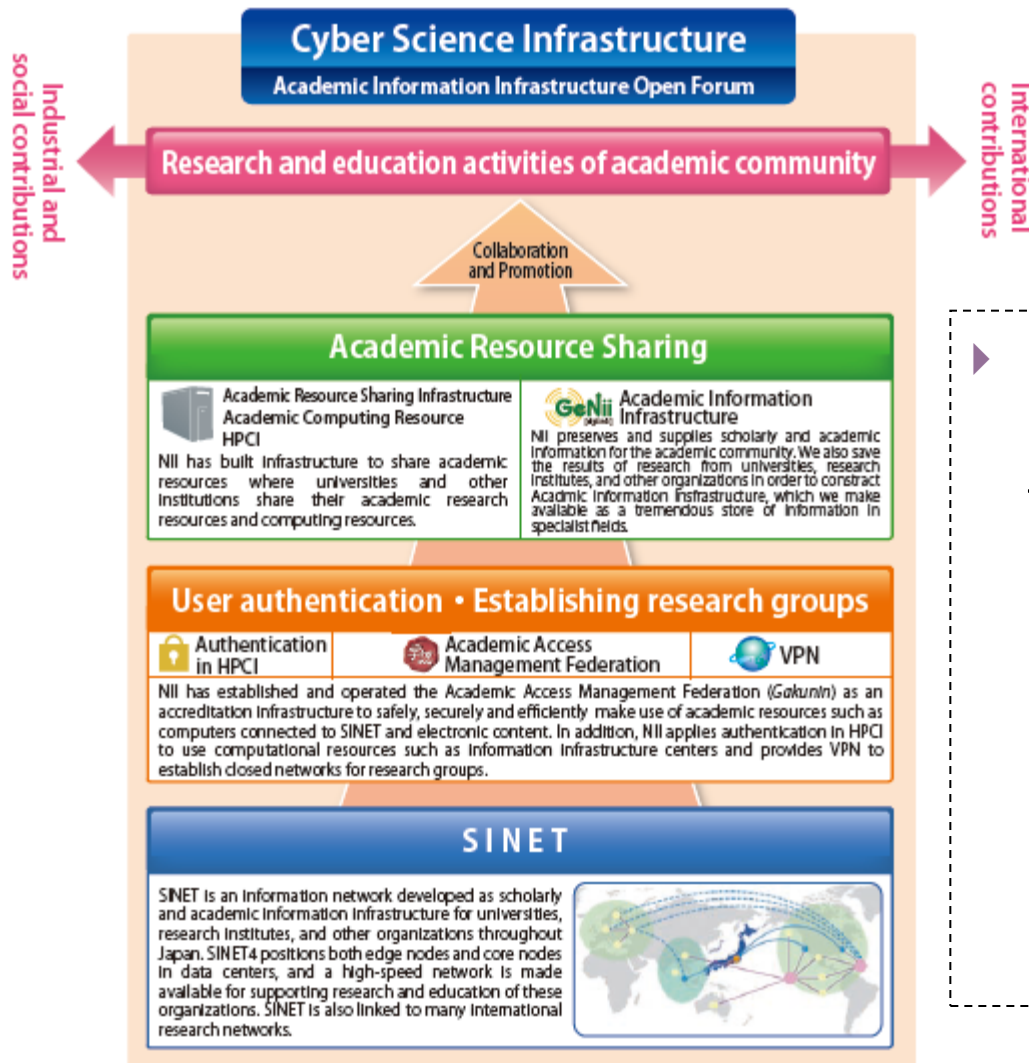 Cyber Science Infrastructure
Academic Information Infrastructure Open Forum
Industrial and
social contributions
Research and education activities of academic community
International
contributions
Collaboration
and Promotion
Academic Resource Sharing
Academic Resource Sharing Infrastructure
Academic Computing Resource
HPCI
NII has built infrastructure to share academic
resources where universities and other
institutions share their academic research
resources and computing resources.
GeNii
Academic Information
Infrastructure
NII preserves and supplies scholarly and academic
information for the academic community. We also save
the results of research from universities, research
institutes, and other organizations in order to constract
Acadmic Information Insfrastructure, which we make
available as a tremendous store of information in
specialist fields.
User authentication・Establishing research groups
Authentication
in HPCI
Academic Access
Management Federation
VPN
NII has established and operated the Academic Access Management Federation (Gakunin) as an
accreditation infrastructure to safely, securely and efficiently make use of academic resources such as
computers connected to SINET and electronic content. In addition, NII applies authentication in HPCI
to use computational resources such as information infrastructure centers and provides VPN to
establish closed networks for research groups.
SINET
SINET is an information network developed as scholarly
and academic information infrastructure for universities,
research institutes, and other organizations throughout
Japan. SINET4 positions both edge nodes and core nodes
in data centers, and a high-speed network is made
available for supporting research and education of these
organizations. SINET is also linked to many international
research networks.